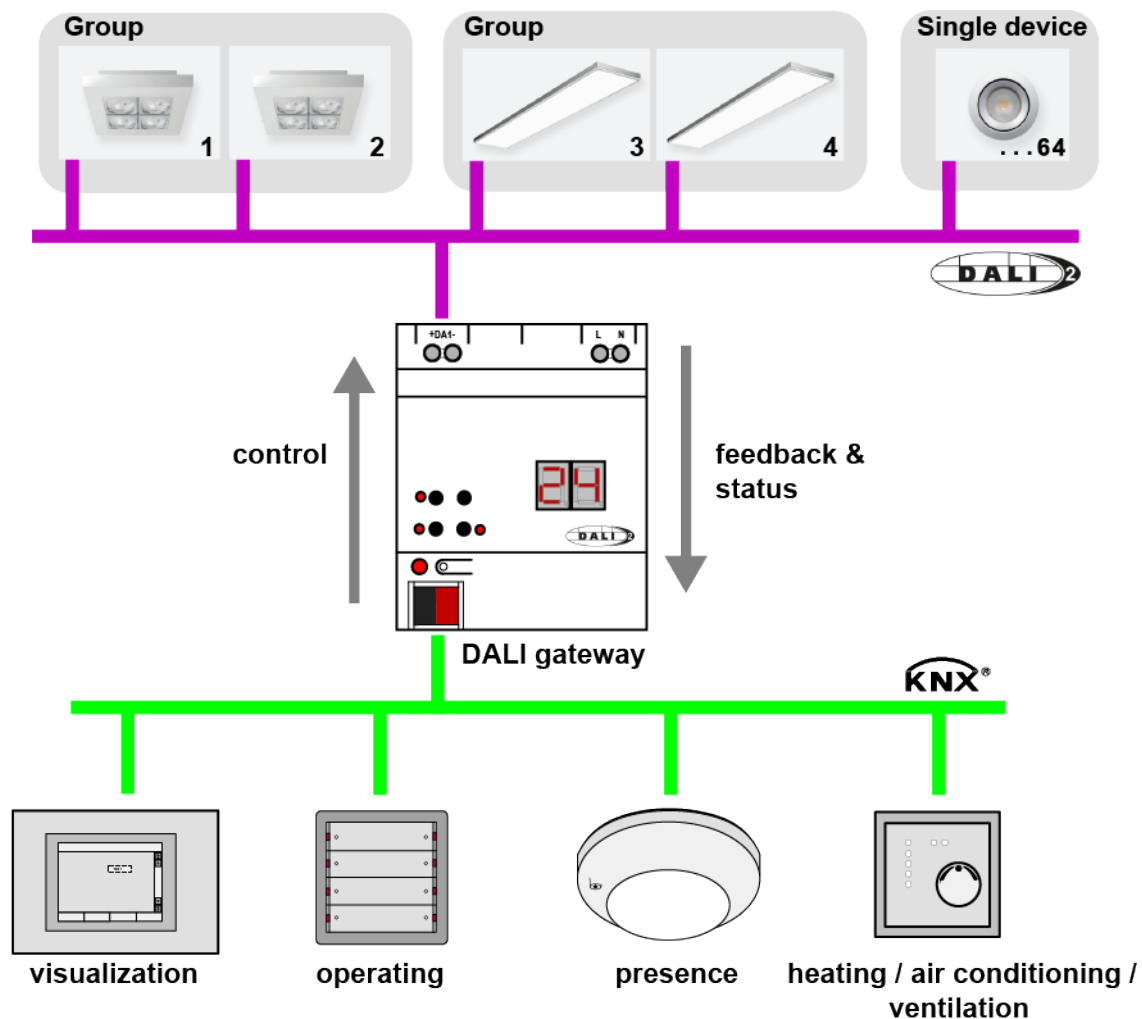 Group
Group
Single device
1
2
3
4
...64
DALI 2
+DA1-
L N
control
feedback &
status
24
DALI 2
DALI gateway
KNX®
visualization
operating
presence
heating / air conditioning /
ventilation